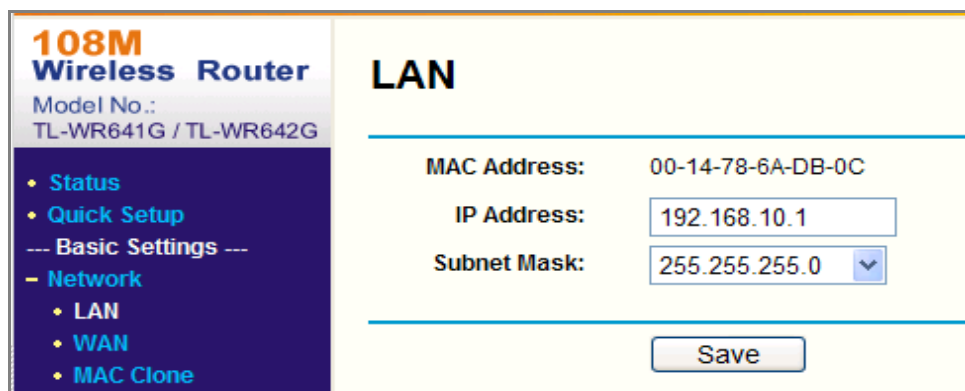 108M
Wireless Router
Model No.:
TL-WR641G / TL-WR642G
• Status
• Quick Setup
--- Basic Settings ---
– Network
• LAN
• WAN
• MAC Clone
LAN
MAC Address: 00-14-78-6A-DB-0C
IP Address: 192.168.10.1
Subnet Mask: 255.255.255.0
Save